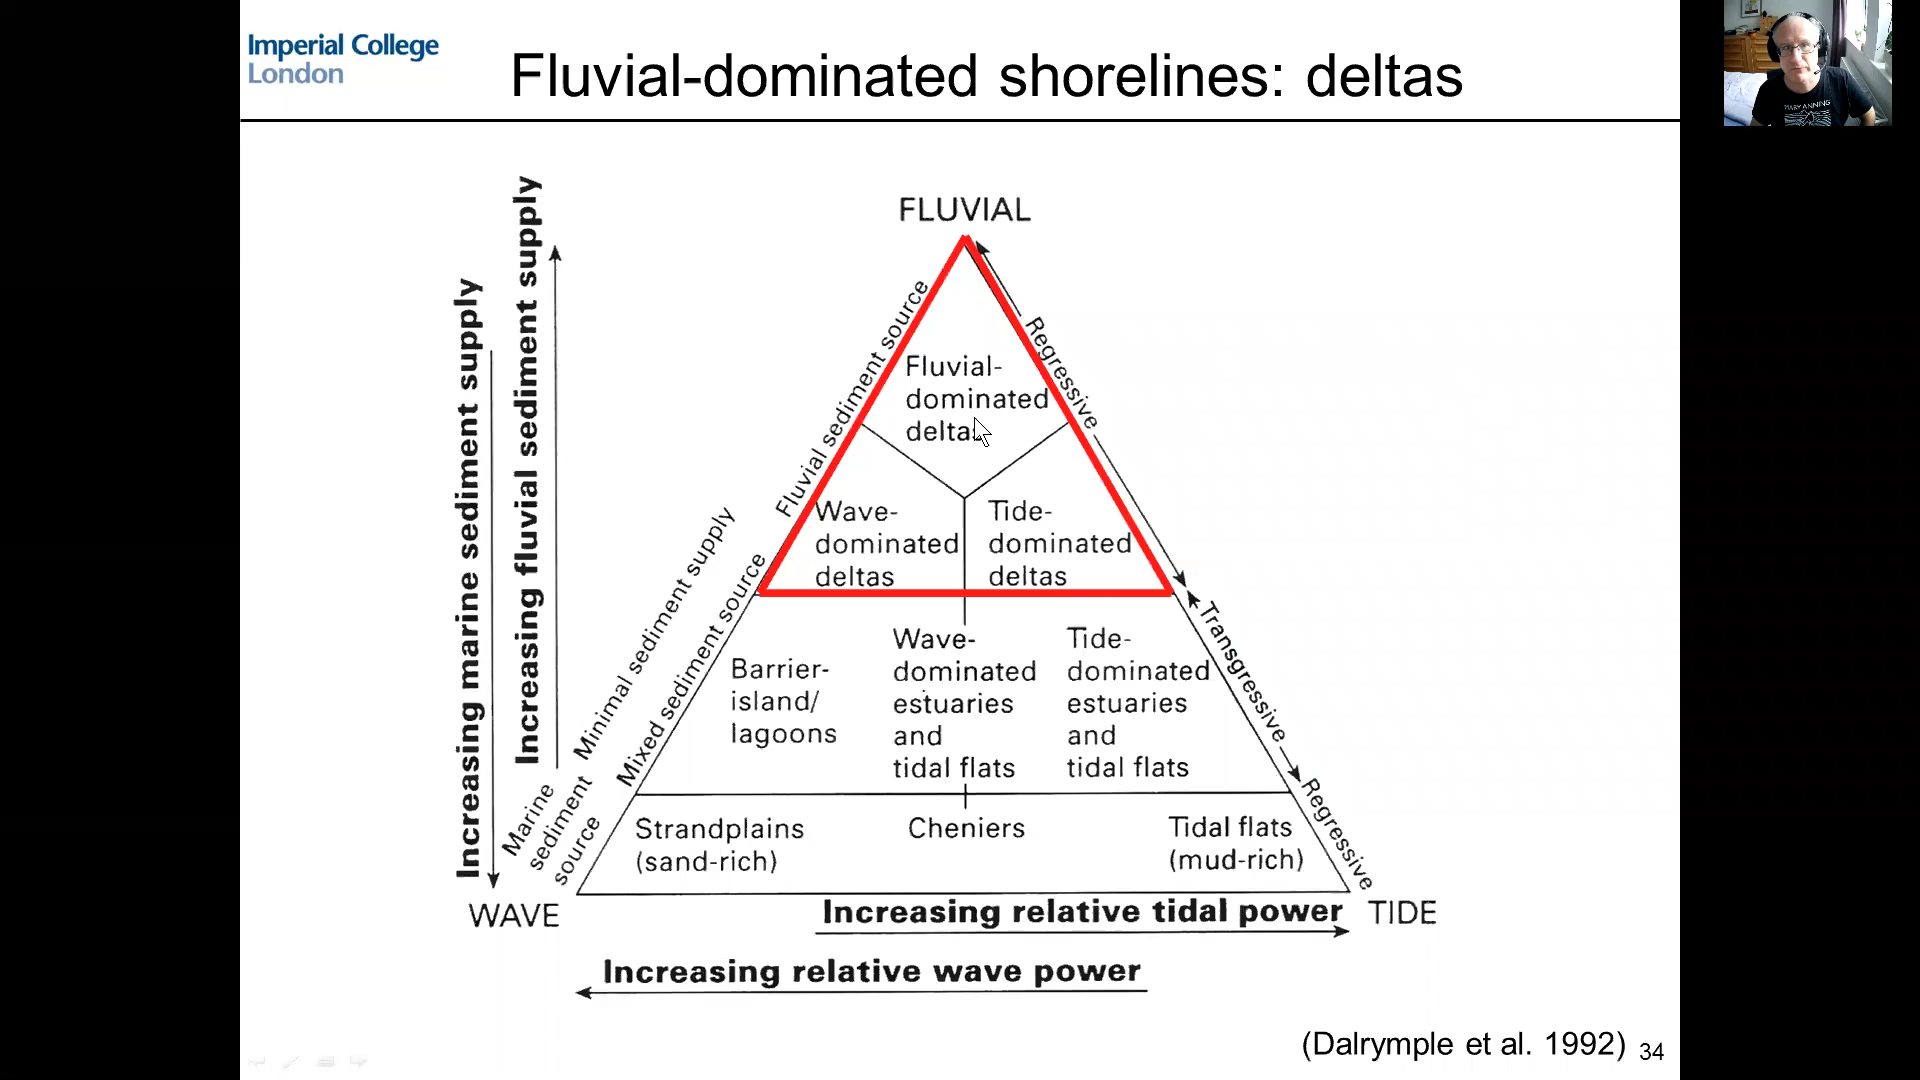 Imperial College
London
Fluvial-dominated shorelines: deltas
MARY ANNING
FLUVIAL
Increasing marine sediment supply
Increasing fluvial sediment supply
Fluvial sediment source
Regressive
Fluvial-
dominated
deltas
Wave-
dominated
deltas
Tide-
dominated
deltas
Minimal sediment supply
Mixed sediment source
Transgressive
Barrier-
island/
lagoons
Wave-
dominated
estuaries
and
tidal flats
Tide-
dominated
estuaries
and
tidal flats
Marine
sediment
source
Regressive
Strandplains
(sand-rich)
Cheniers
Tidal flats
(mud-rich)
WAVE
Increasing relative tidal power
TIDE
Increasing relative wave power
(Dalrymple et al. 1992)
34